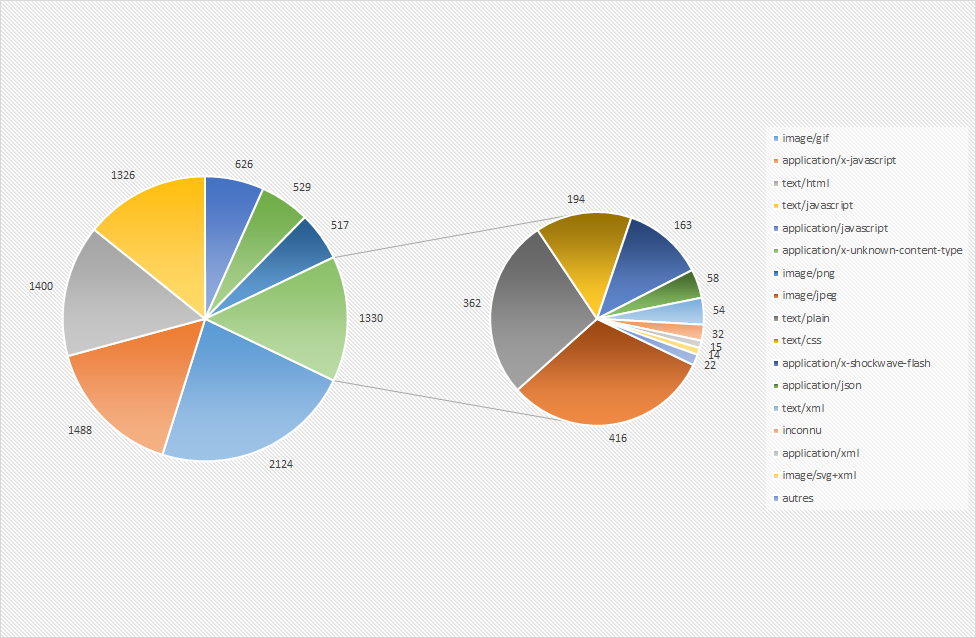 1326
626
529
517
1400
1330
1488
2124
194
163
58
362
54
32
15
14
22
416
image/gif
application/x-javascript
text/html
text/javascript
application/javascript
application/x-unknown-content-type
image/png
image/jpeg
text/plain
text/css
application/x-shockwave-flash
application/json
text/xml
inconnu
application/xml
image/svg+xml
autres